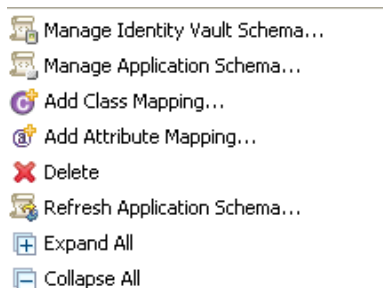 Manage Identity Vault Schema...
Manage Application Schema...
Add Class Mapping...
Add Attribute Mapping...
Delete
Refresh Application Schema...
Expand All
Collapse All